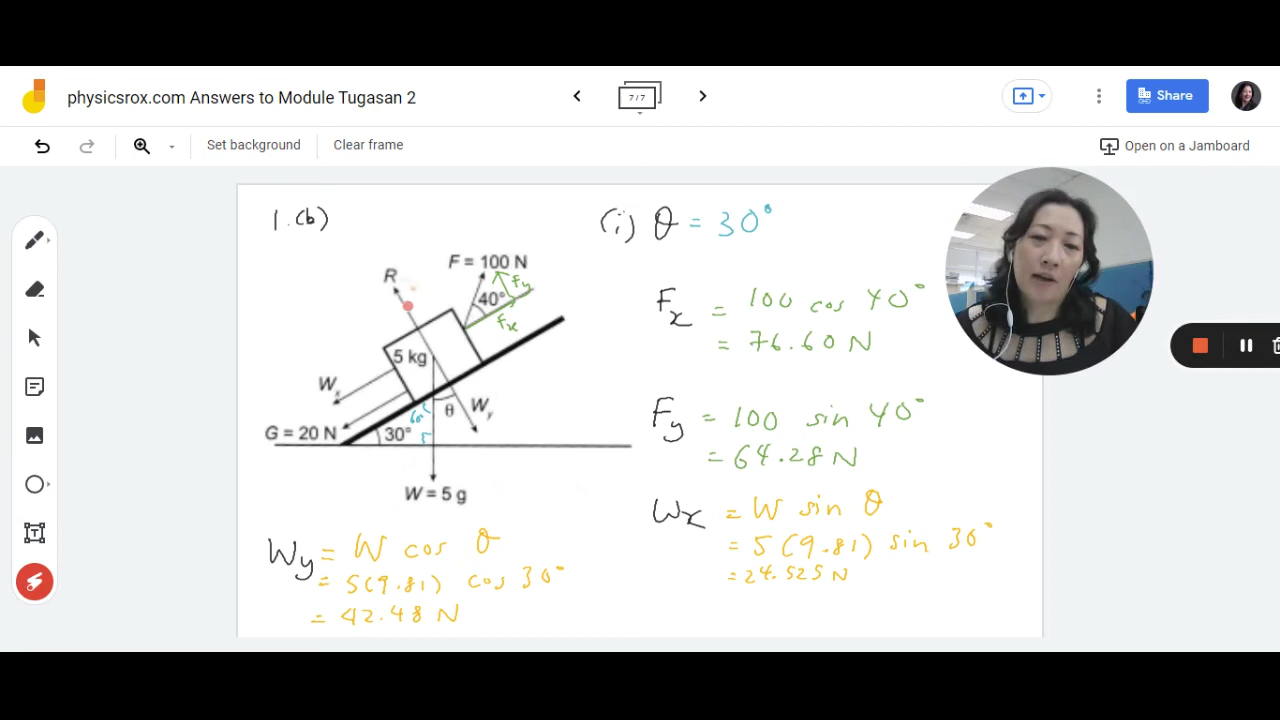 physicsrox.com Answers to Module Tugasan 2
7/7
Share
Set background
Clear frame
Open on a Jamboard
1.(b)
(i) θ = 30°
F = 100 N
R
Fy
40°
Fx
5 kg
Wx
θ
Wy
60°
G = 20 N
30°
W = 5 g
Fx = 100 cos 40°
= 76.60 N
Fy = 100 sin 40°
= 64.28 N
Wx = W sin θ
= 5(9.81) sin 30°
= 24.525 N
Wy = W cos θ
= 5(9.81) cos 30°
= 42.48 N